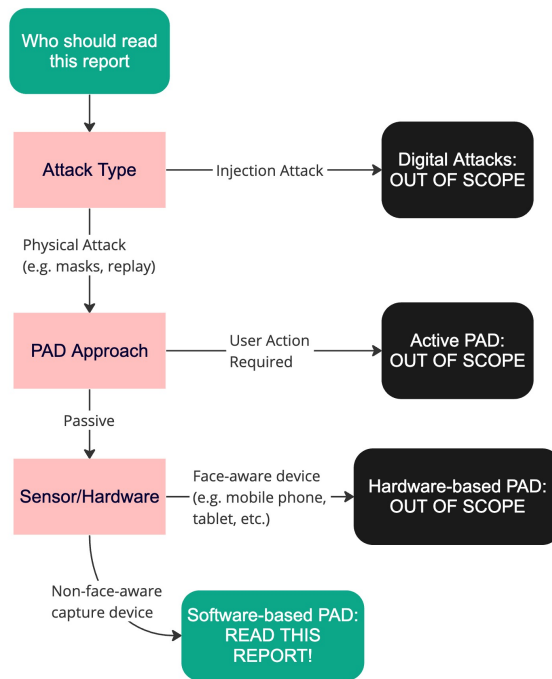 Who should read
this report
Attack Type
Injection Attack
Digital Attacks:
OUT OF SCOPE
Physical Attack
(e.g. masks, replay)
PAD Approach
User Action
Required
Active PAD:
OUT OF SCOPE
Passive
Sensor/Hardware
Face-aware device
(e.g. mobile phone,
tablet, etc.)
Hardware-based PAD:
OUT OF SCOPE
Non-face-aware
capture device
Software-based PAD:
READ THIS
REPORT!